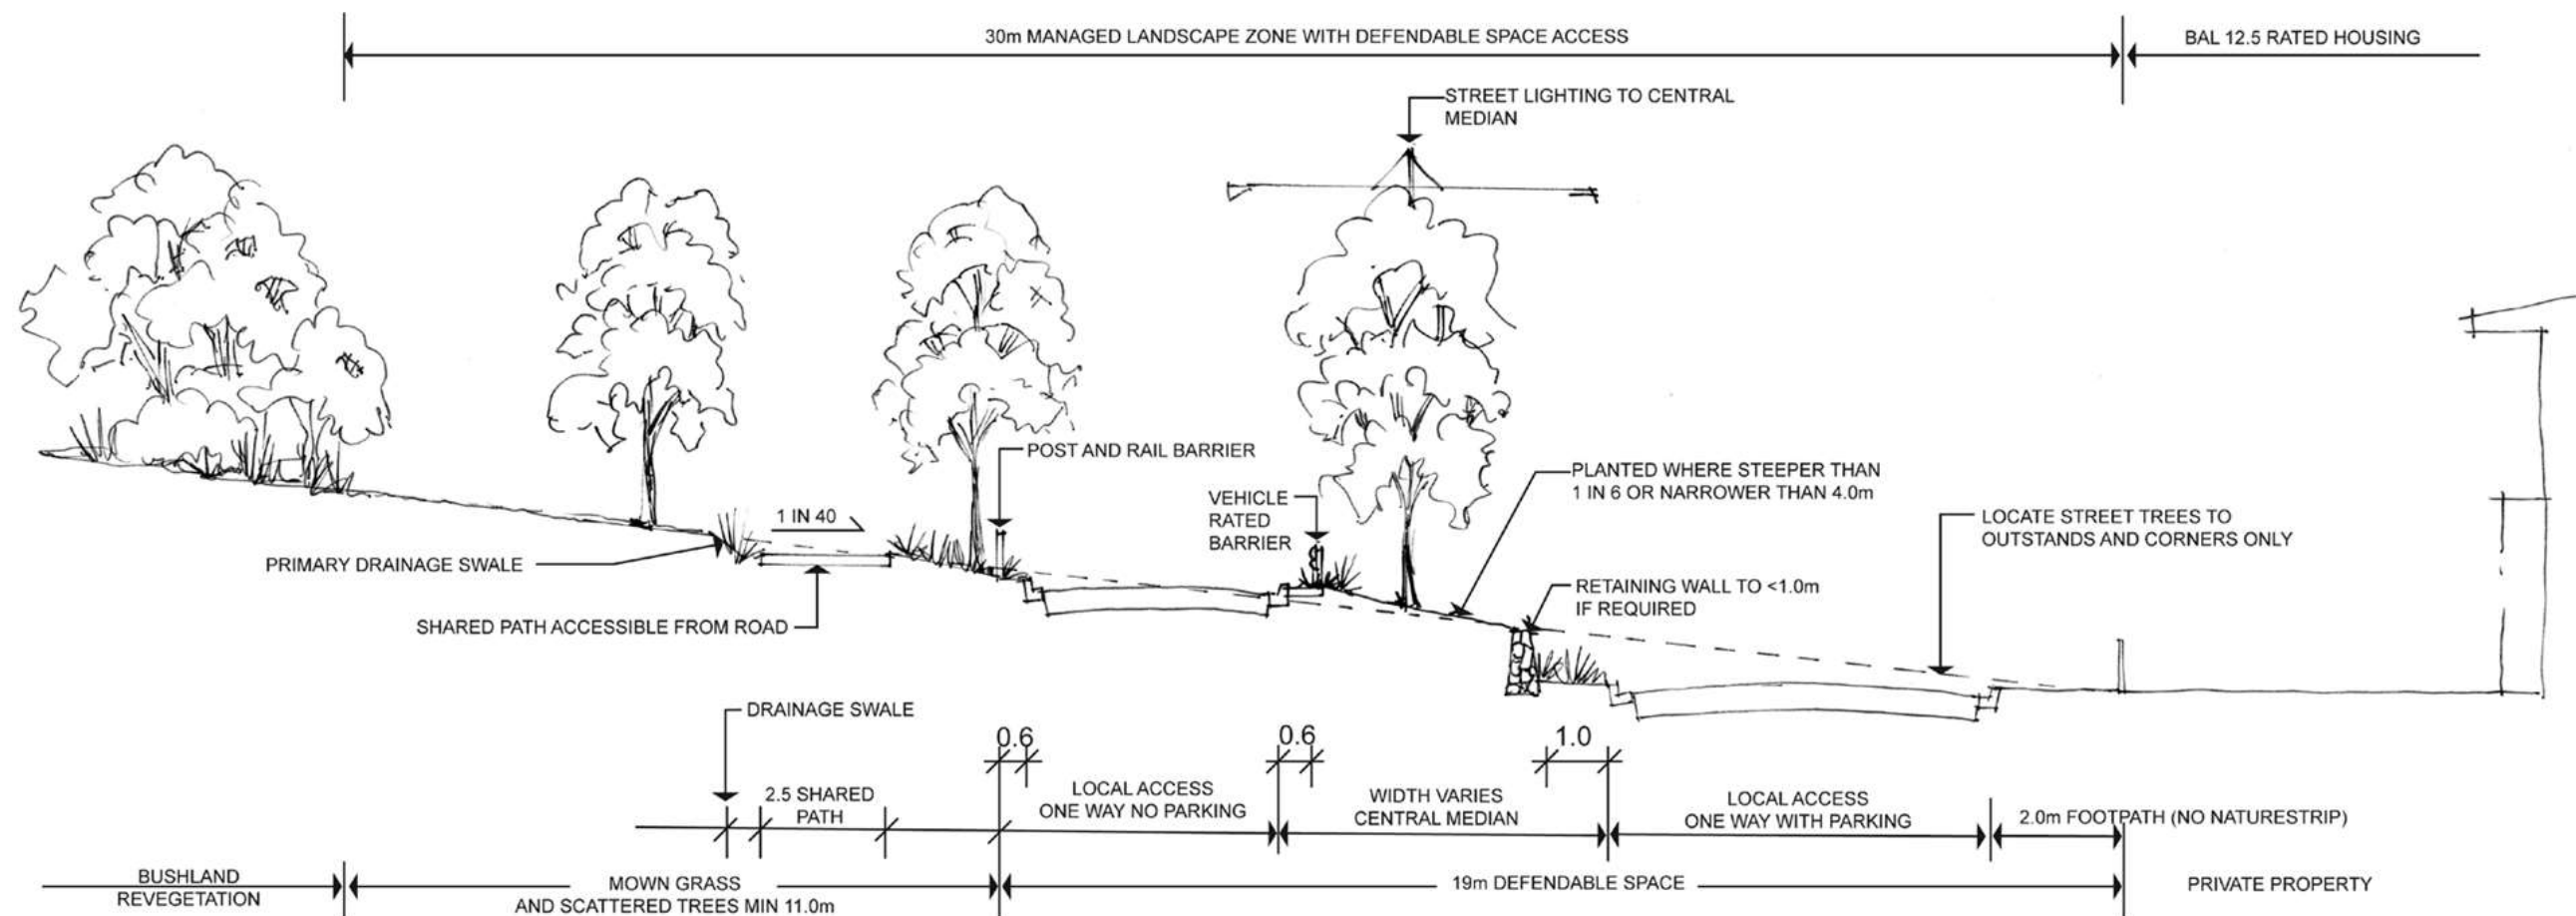 30m MANAGED LANDSCAPE ZONE WITH DEFENDABLE SPACE ACCESS
BAL 12.5 RATED HOUSING
STREET LIGHTING TO CENTRAL
MEDIAN
POST AND RAIL BARRIER
VEHICLE
RATED
BARRIER
PLANTED WHERE STEEPER THAN
1 IN 6 OR NARROWER THAN 4.0m
1 IN 40
LOCATE STREET TREES TO
OUTSTANDS AND CORNERS ONLY
PRIMARY DRAINAGE SWALE
RETAINING WALL TO <1.0m
IF REQUIRED
SHARED PATH ACCESSIBLE FROM ROAD
DRAINAGE SWALE
0.6
0.6
1.0
2.5 SHARED
PATH
LOCAL ACCESS
ONE WAY NO PARKING
WIDTH VARIES
CENTRAL MEDIAN
LOCAL ACCESS
ONE WAY WITH PARKING
2.0m FOOTPATH (NO NATURESTRIP)
BUSHLAND
REVEGETATION
MOWN GRASS
AND SCATTERED TREES MIN 11.0m
19m DEFENDABLE SPACE
PRIVATE PROPERTY